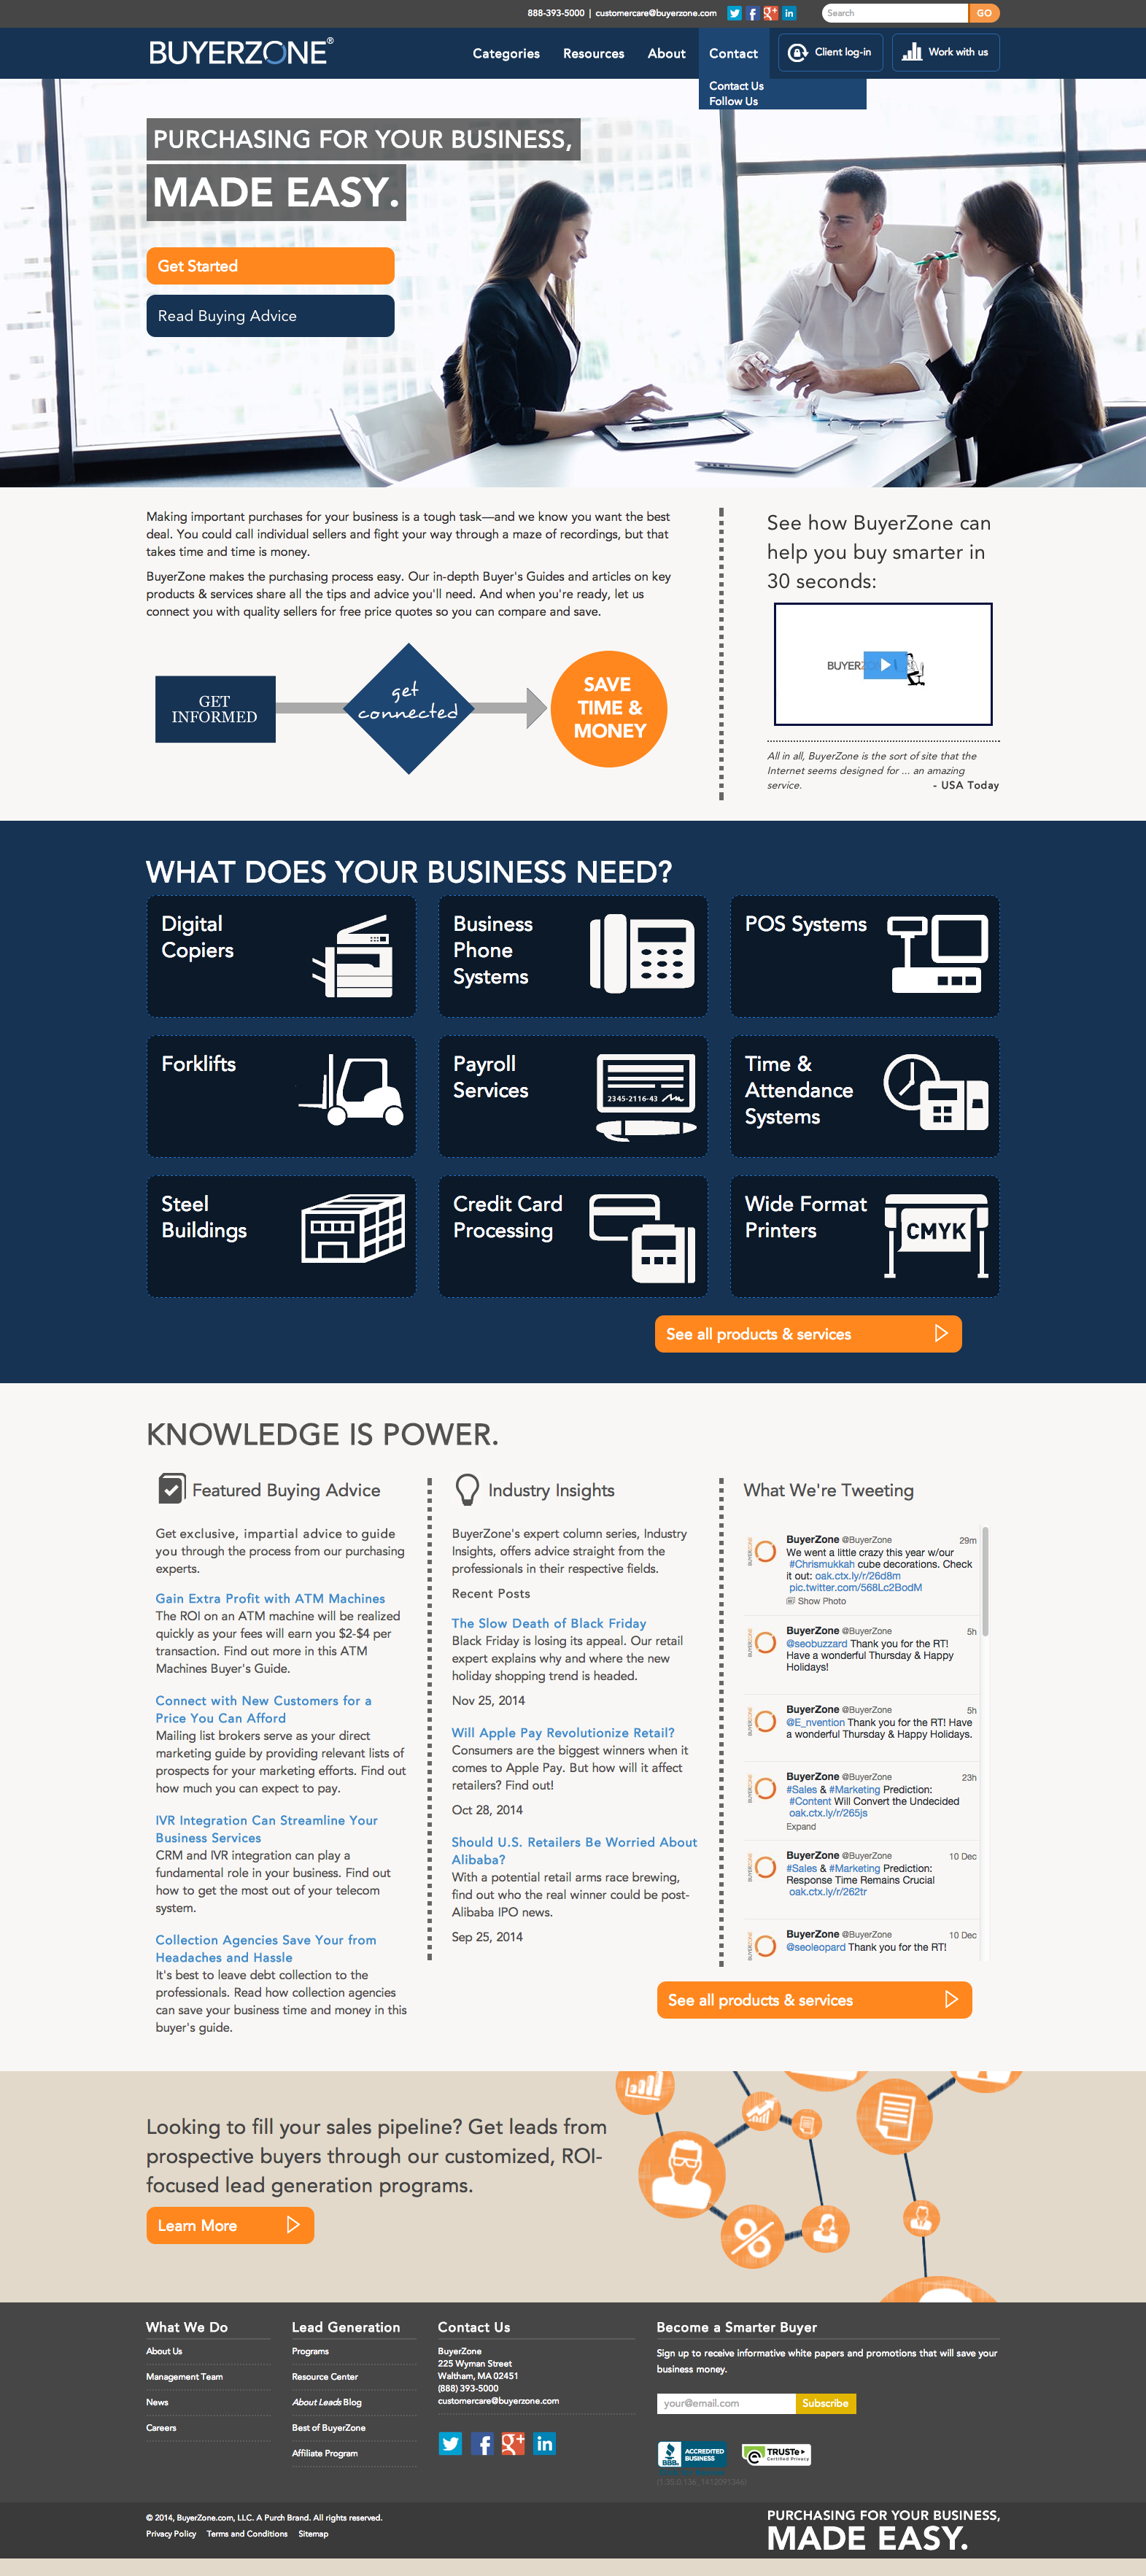 888-393-5000 | customercare@buyerzone.com
Search
GO
BUYERZONE®
Categories
Resources
About
Contact
Client log-in
Work with us
Contact Us
Follow Us
PURCHASING FOR YOUR BUSINESS,
MADE EASY.
Get Started
Read Buying Advice
Making important purchases for your business is a tough task—and we know you want the best
deal. You could call individual sellers and fight your way through a maze of recordings, but that
takes time and time is money.
BuyerZone makes the purchasing process easy. Our in-depth Buyer's Guides and articles on key
products & services share all the tips and advice you'll need. And when you're ready, let us
connect you with quality sellers for free price quotes so you can compare and save.
GET
INFORMED
get
connected
SAVE
TIME &
MONEY
See how BuyerZone can
help you buy smarter in
30 seconds:
All in all, BuyerZone is the sort of site that the
Internet seems designed for ... an amazing
service.
- USA Today
WHAT DOES YOUR BUSINESS NEED?
Digital
Copiers
Business
Phone
Systems
POS Systems
Forklifts
Payroll
Services
2345-2116-43
Time &
Attendance
Systems
Steel
Buildings
Credit Card
Processing
Wide Format
Printers
CMYK
See all products & services
KNOWLEDGE IS POWER.
Featured Buying Advice
Get exclusive, impartial advice to guide
you through the process from our purchasing
experts.
Gain Extra Profit with ATM Machines
The ROI on an ATM machine will be realized
quickly as your fees will earn you $2-$4 per
transaction. Find out more in this ATM
Machines Buyer's Guide.
Connect with New Customers for a
Price You Can Afford
Mailing list brokers serve as your direct
marketing guide by providing relevant lists of
prospects for your marketing efforts. Find out
how much you can expect to pay.
IVR Integration Can Streamline Your
Business Services
CRM and IVR integration can play a
fundamental role in your business. Find out
how to get the most out of your telecom
system.
Collection Agencies Save Your from
Headaches and Hassle
It's best to leave debt collection to the
professionals. Read how collection agencies
can save your business time and money in this
buyer's guide.
Industry Insights
BuyerZone's expert column series, Industry
Insights, offers advice straight from the
professionals in their respective fields.
Recent Posts
The Slow Death of Black Friday
Black Friday is losing its appeal. Our retail
expert explains why and where the new
holiday shopping trend is headed.
Nov 25, 2014
Will Apple Pay Revolutionize Retail?
Consumers are the biggest winners when it
comes to Apple Pay. But how will it affect
retailers? Find out!
Oct 28, 2014
Should U.S. Retailers Be Worried About
Alibaba?
With a potential retail arms race brewing,
find out who the real winner could be post-
Alibaba IPO news.
Sep 25, 2014
What We're Tweeting
BuyerZone @BuyerZone 29m
We went a little crazy this year w/our
#Chrismukkah cube decorations. Check
it out: oak.ctx.ly/r/26d8m
pic.twitter.com/568Lc2BodM
Show Photo
BuyerZone @BuyerZone 5h
@seobuzzard Thank you for the RT!
Have a wonderful Thursday & Happy
Holidays!
BuyerZone @BuyerZone 5h
@E_nvention Thank you for the RT! Have
a wonderful Thursday & Happy Holidays.
BuyerZone @BuyerZone 23h
#Sales & #Marketing Prediction:
#Content Will Convert the Undecided
oak.ctx.ly/r/265js
Expand
BuyerZone @BuyerZone 10 Dec
#Sales & #Marketing Prediction:
Response Time Remains Crucial
oak.ctx.ly/r/262tr
BuyerZone @BuyerZone 10 Dec
@seoleopard Thank you for the RT!
See all products & services
Looking to fill your sales pipeline? Get leads from
prospective buyers through our customized, ROI-
focused lead generation programs.
Learn More
What We Do
About Us
Management Team
News
Careers
Lead Generation
Programs
Resource Center
About Leads Blog
Best of BuyerZone
Affiliate Program
Contact Us
BuyerZone
225 Wyman Street
Waltham, MA 02451
(888) 393-5000
customercare@buyerzone.com
Become a Smarter Buyer
Sign up to receive informative white papers and promotions that will save your
business money.
your@email.com
Subscribe
BBB. ACCREDITED
BUSINESS
TRUSTe
Certified Privacy
© 2014, BuyerZone.com, LLC. A Purch Brand. All rights reserved.
Privacy Policy Terms and Conditions Sitemap
PURCHASING FOR YOUR BUSINESS,
MADE EASY.